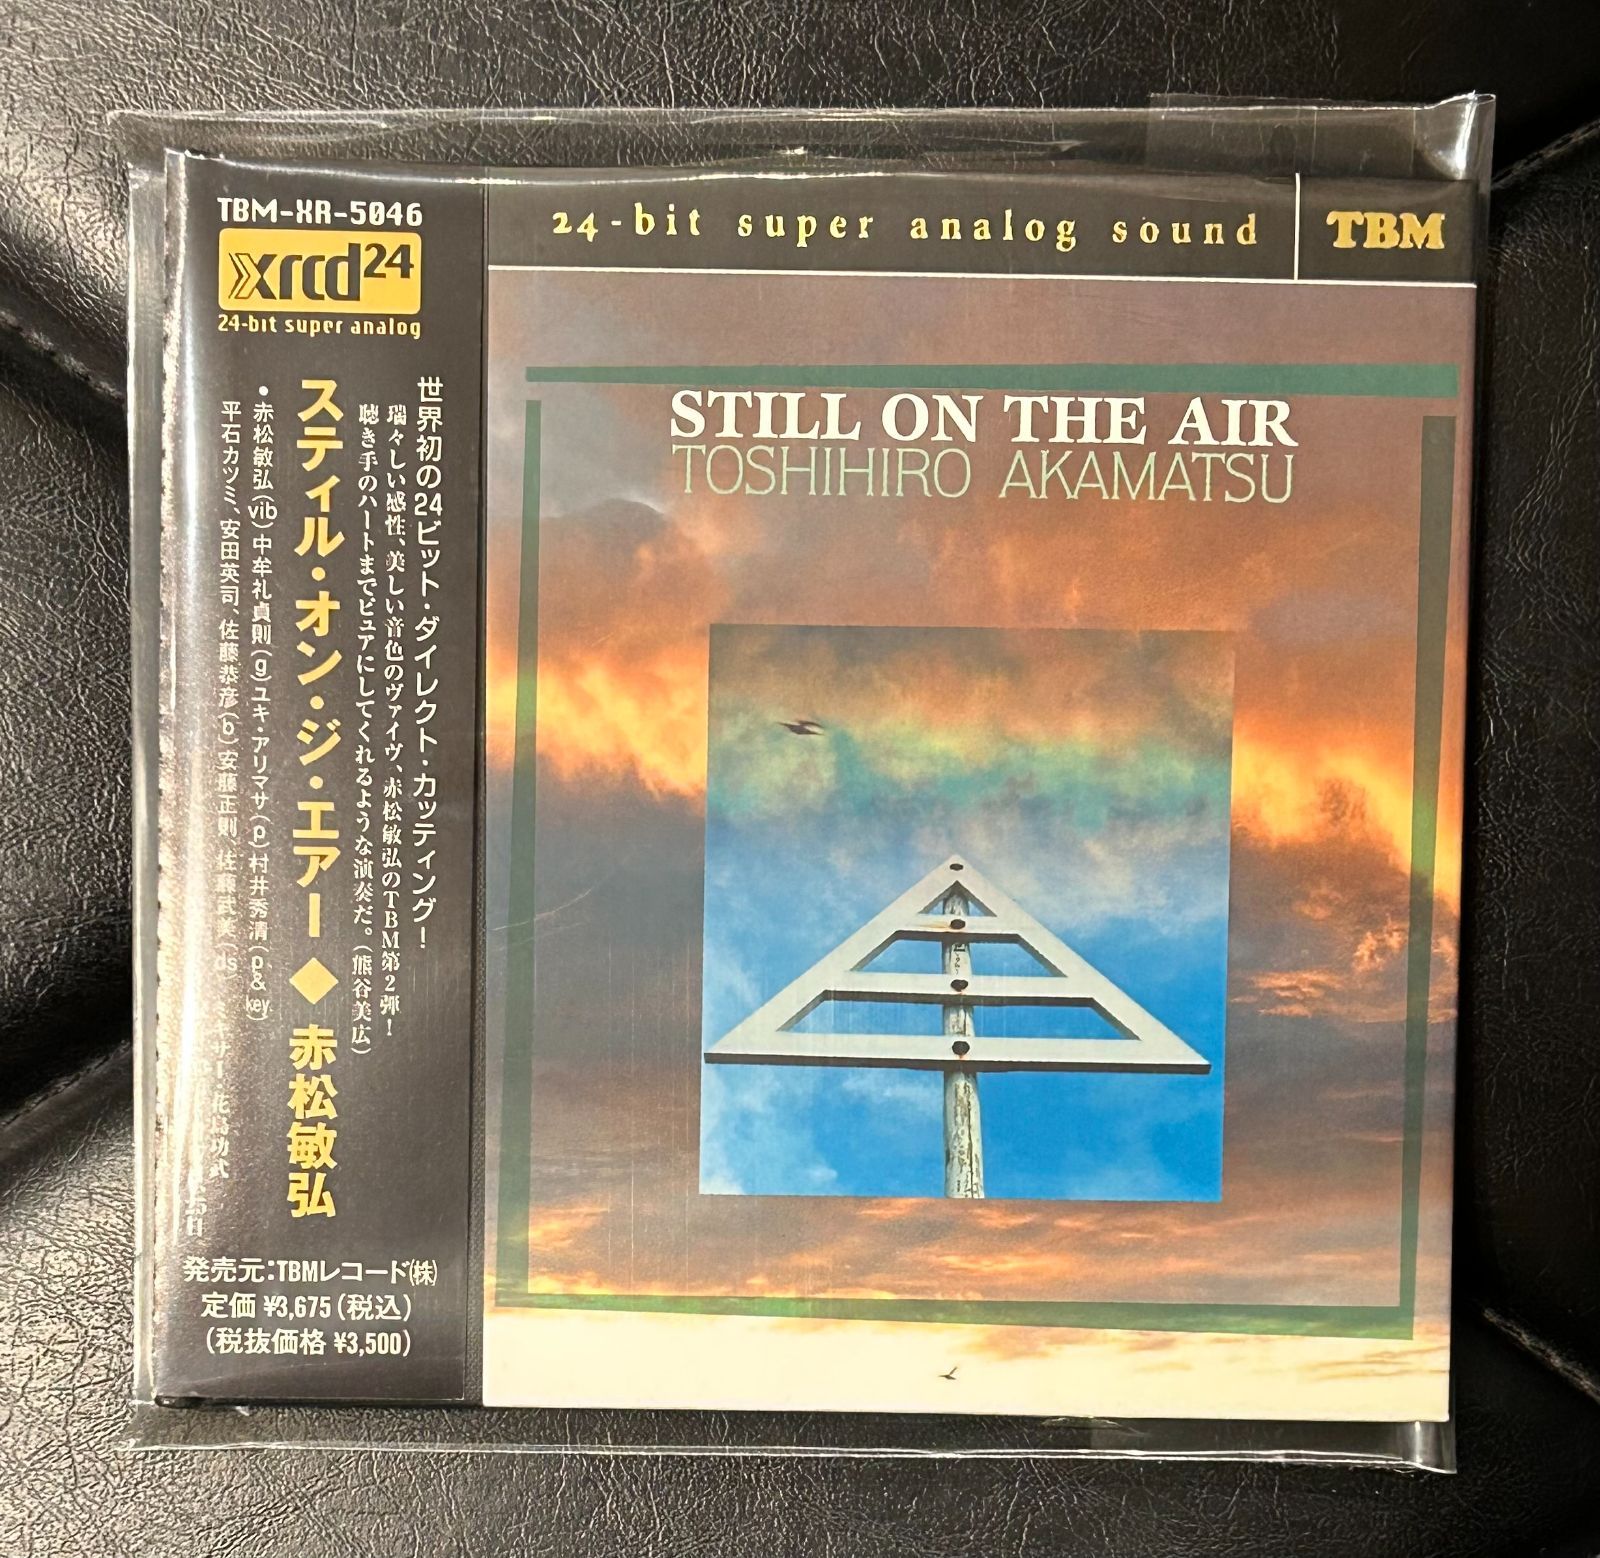 TBM-XR-5046
xrcd24
24-bit super analog
世界初の24ビット・ダイレクト・カッティング!
瑞々しい感性、美しい音色のヴァイヴ、赤松敏弘のTBM第2弾!
聴き手のハートまでピュアにしてくれるような演奏だ。(熊谷美広)
スティル・オン・ジ・エアー◆赤松敏弘
•赤松敏弘(vib)中牟礼貞則(g)ユキ・アリマサ(p)村井秀清(p&key)
平石カツミ、安田英司、佐藤恭彦(b)安藤正則、佐藤武美(ds)
発売元:TBMレコード㈱
定価 ¥3,675(税込)
(税抜価格 ¥3,500)
24-bit super analog sound
TBM
STILL ON THE AIR
TOSHIHIRO AKAMATSU